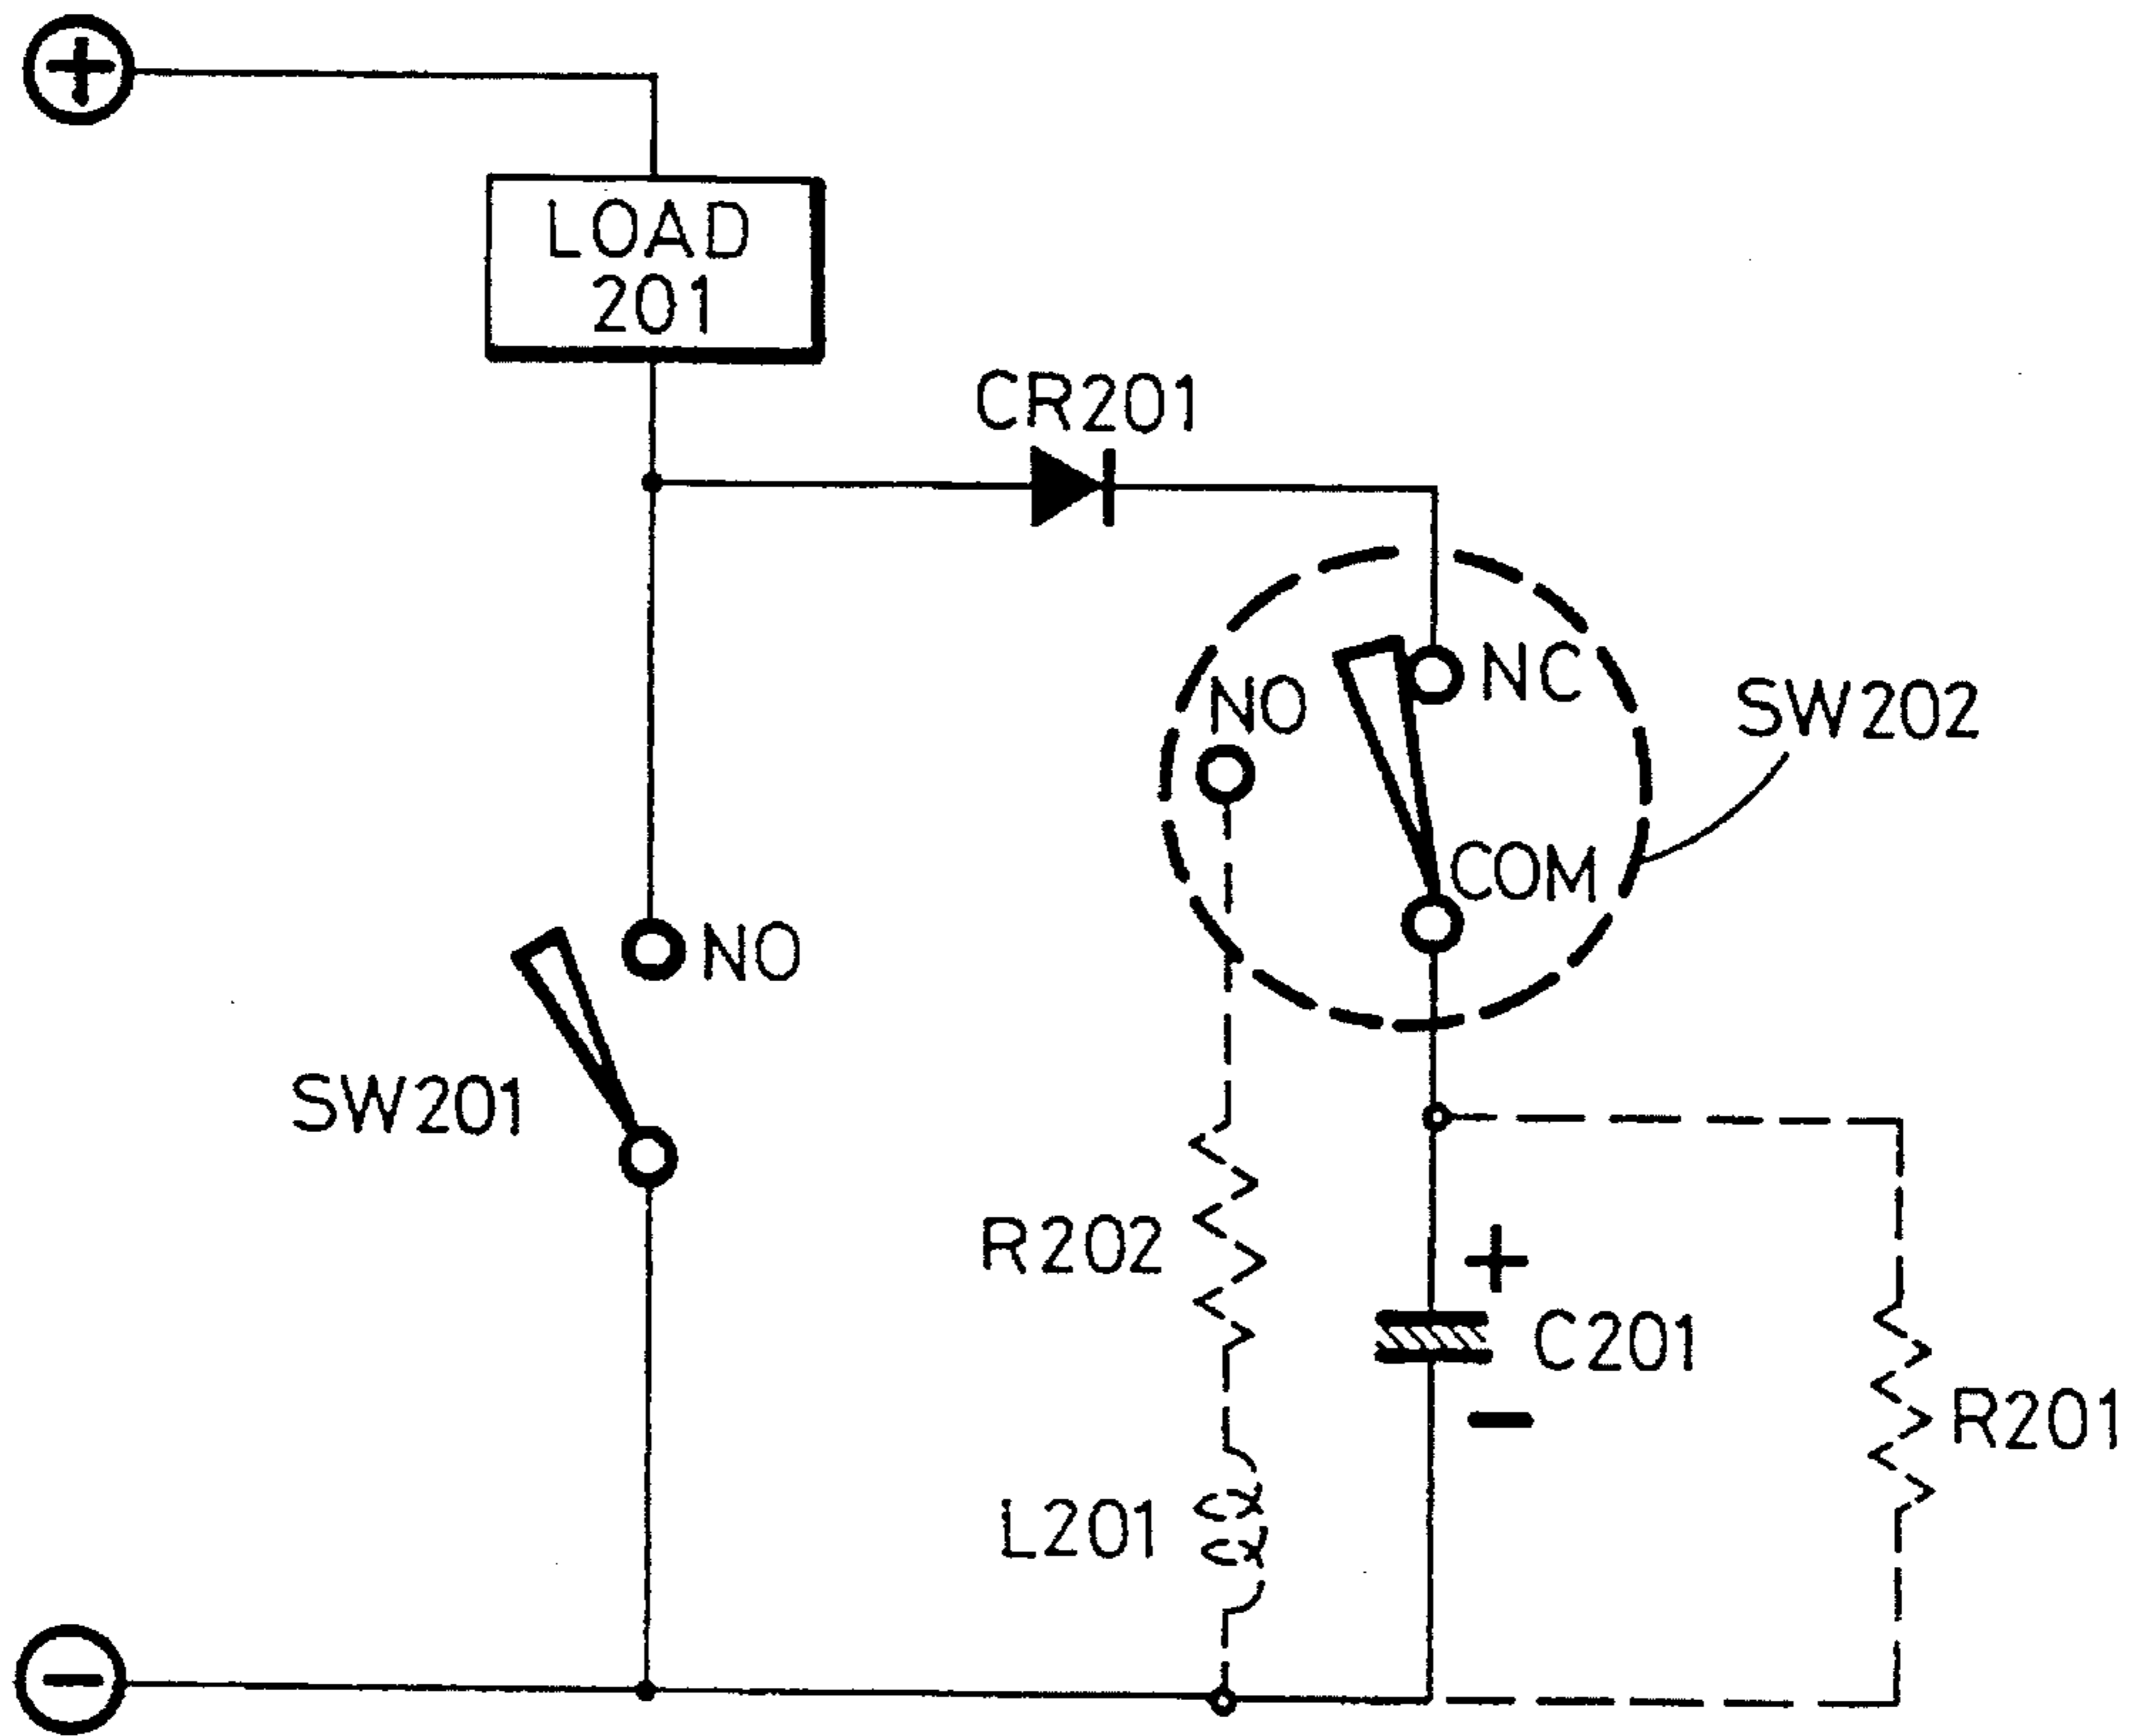 +
LOAD
201
CR201
NO
NC
SW202
COM
NO
SW201
R202
+
C201
R201
−
L201
−